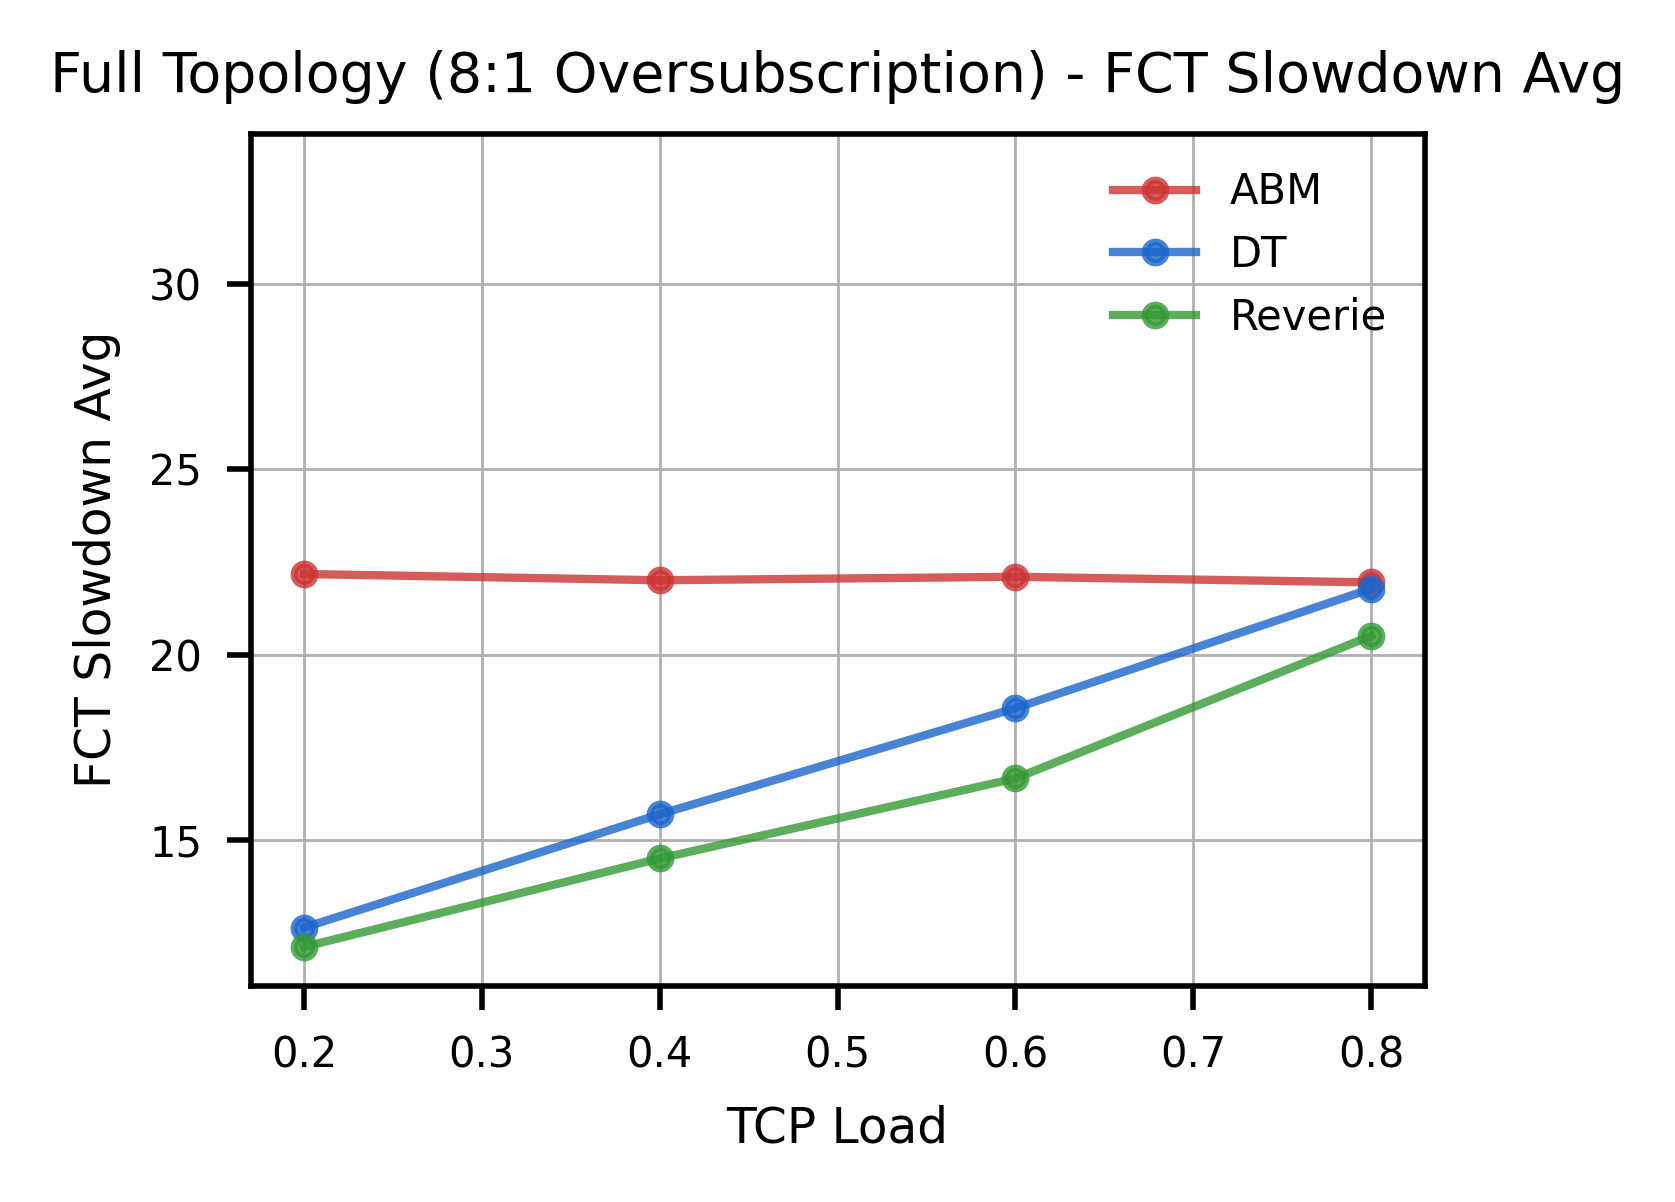 Full Topology (8:1 Oversubscription) - FCT Slowdown Avg
ABM
DT
Reverie
FCT Slowdown Avg
30
25
20
15
0.2 0.3 0.4 0.5 0.6 0.7 0.8
TCP Load